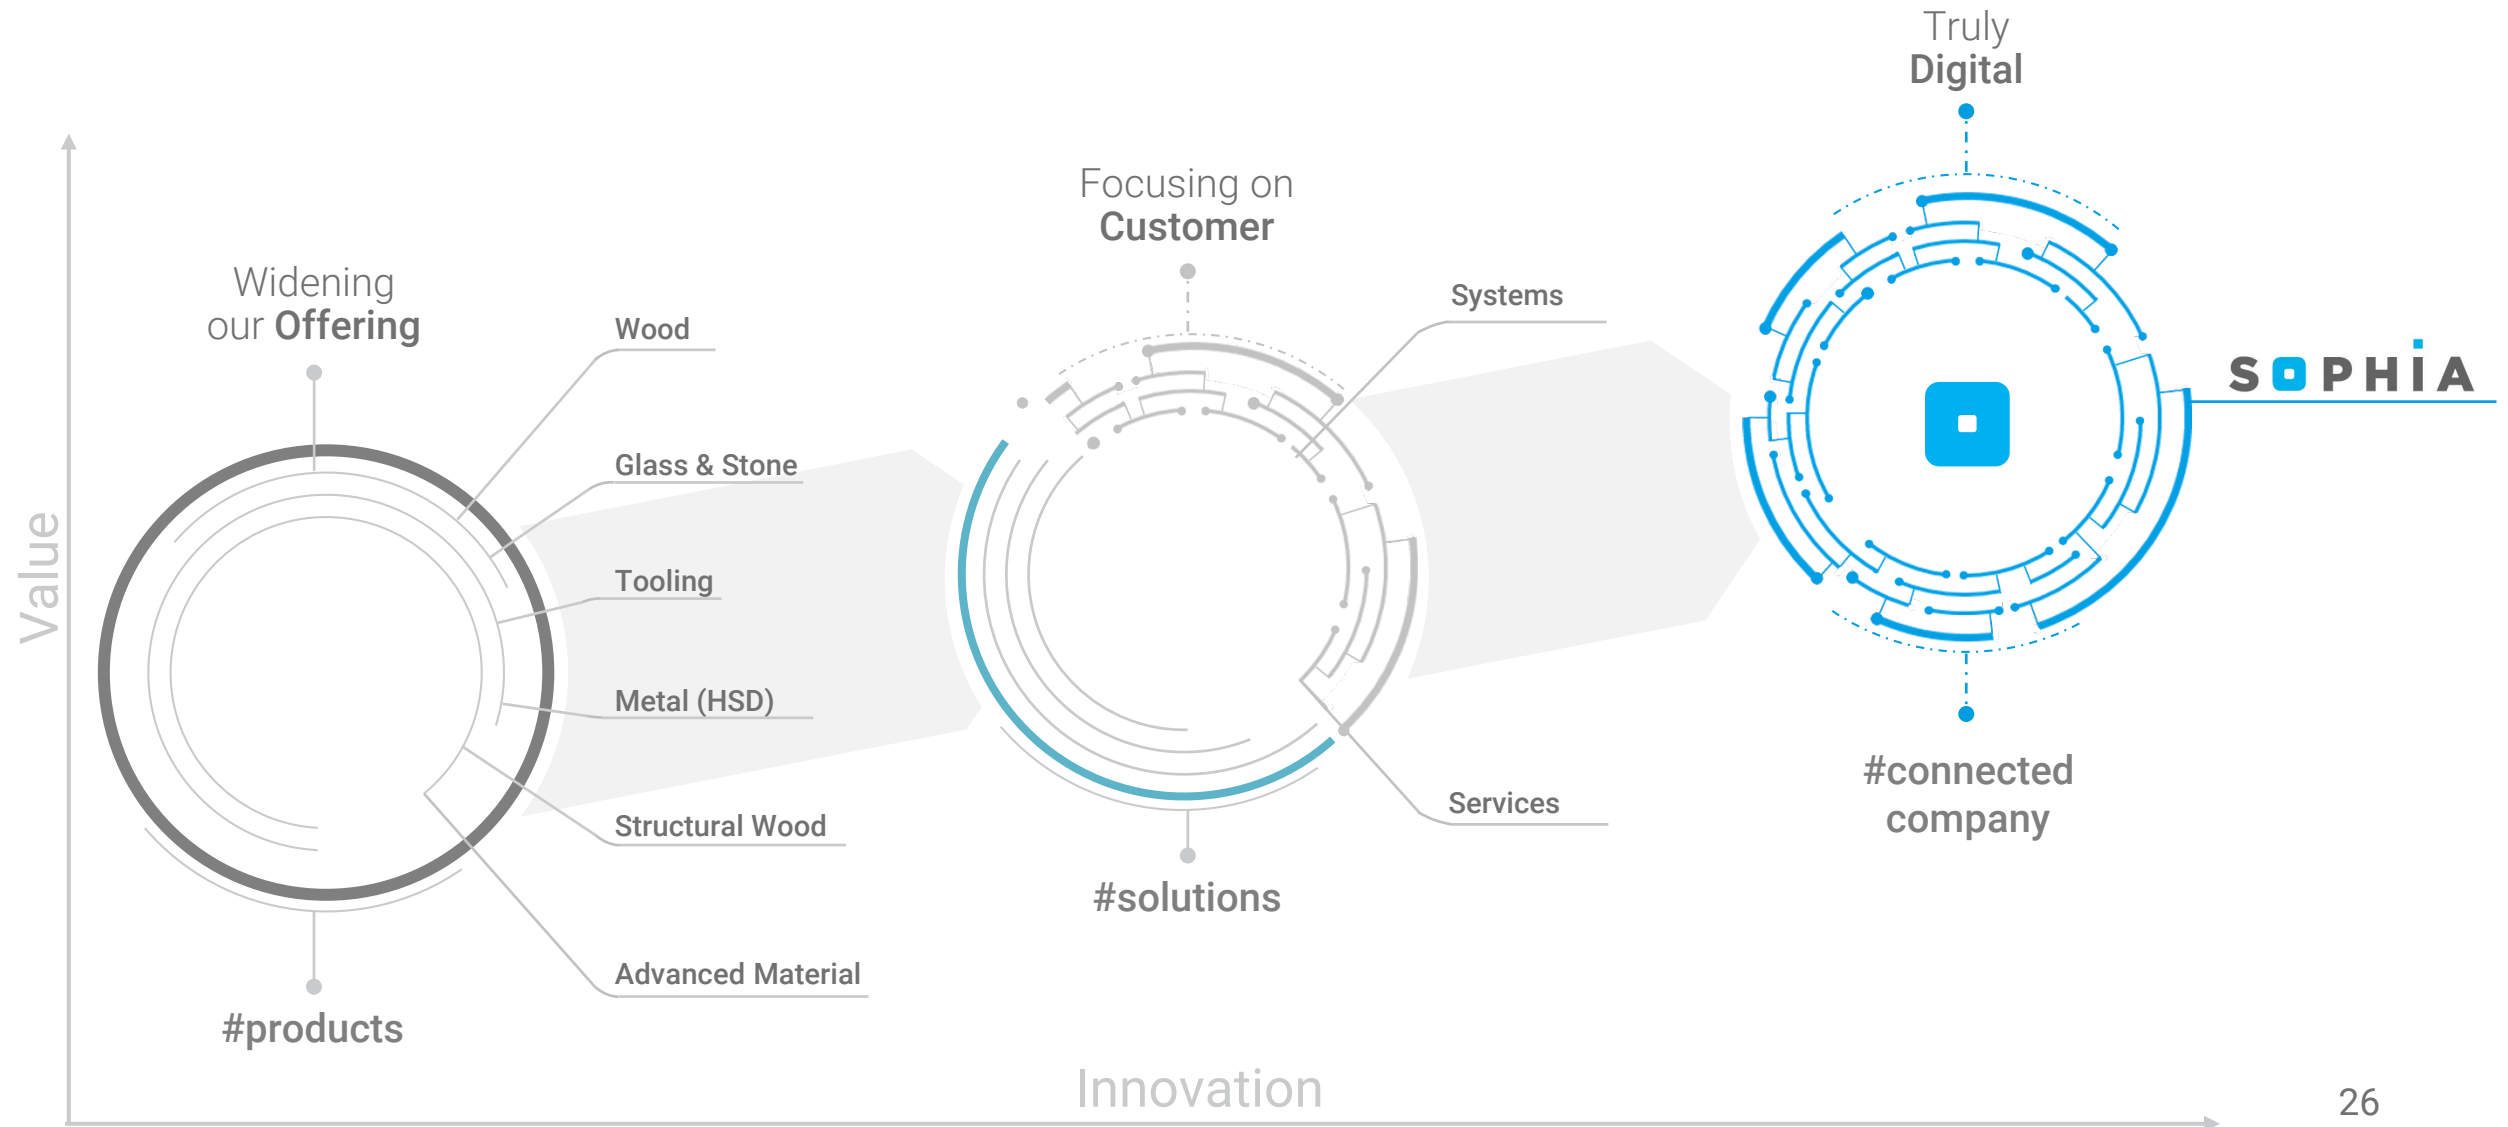 Truly
Digital
Focusing on
Customer
Widening
our Offering
Wood
Glass & Stone
Tooling
Metal (HSD)
Structural Wood
Advanced Material
#products
Systems
Services
#solutions
SOPHIA
#connected
company
Value
Innovation
26